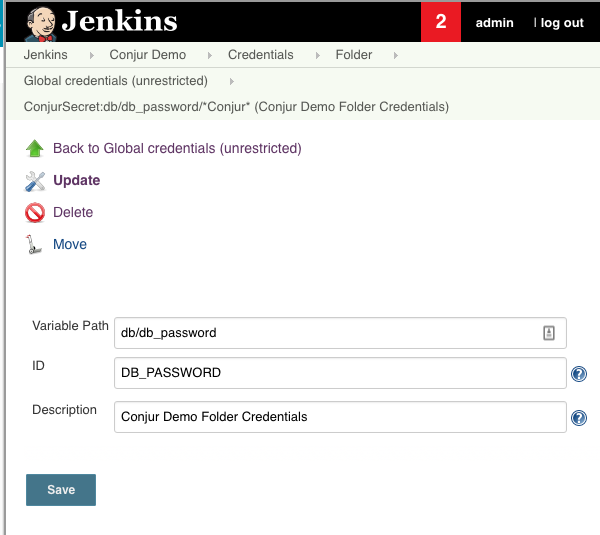 Jenkins
2 admin | log out
Jenkins Conjur Demo Credentials Folder
Global credentials (unrestricted)
ConjurSecret:db/db_password/*Conjur* (Conjur Demo Folder Credentials)
Back to Global credentials (unrestricted)
Update
Delete
Move
Variable Path db/db_password
ID DB_PASSWORD
?
Description Conjur Demo Folder Credentials
?
Save